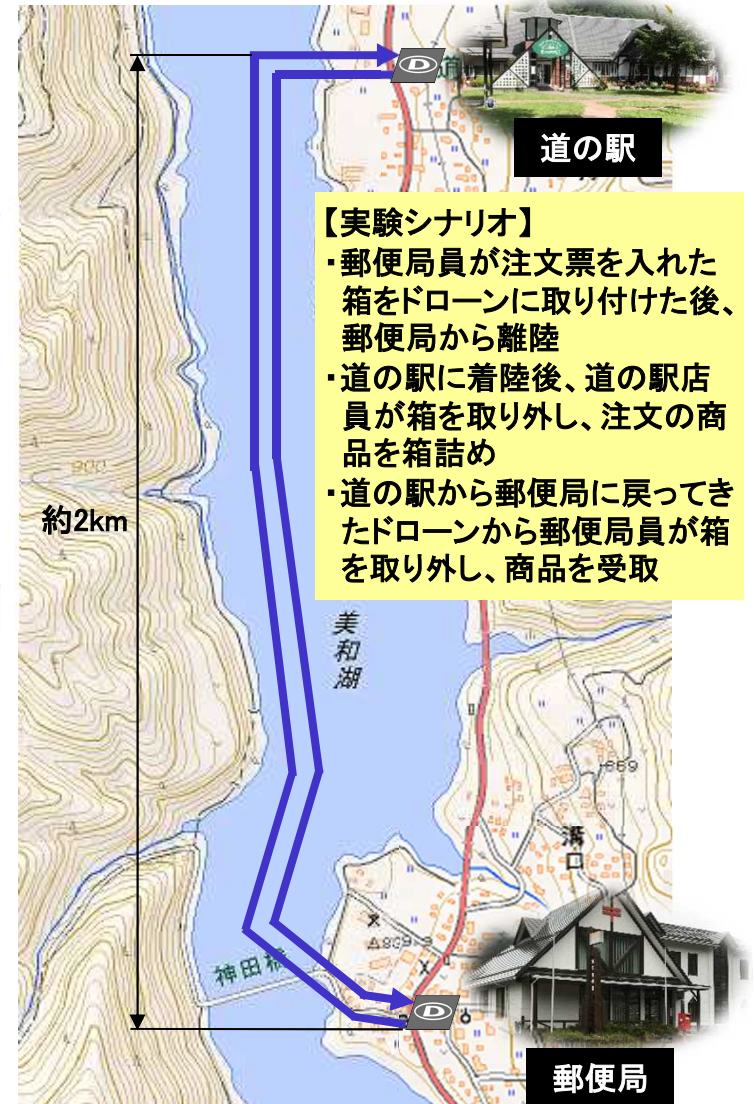 道
道の駅
【実験シナリオ】
・郵便局員が注文票を入れた
箱をドローンに取り付けた後、
郵便局から離陸
・道の駅に着陸後、道の駅店
員が箱を取り外し、注文の商
品を箱詰め
・道の駅から郵便局に戻ってき
たドローンから郵便局員が箱
を取り外し、商品を受取
900
約2km
美和湖
869
溝口
神田橋
D
D
郵便局